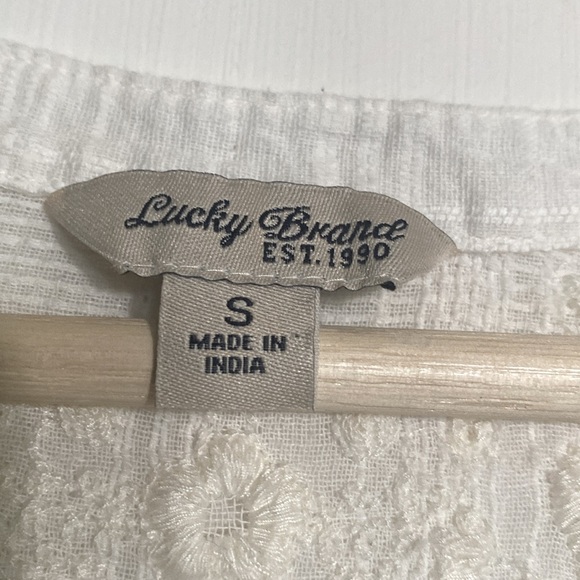 Lucky Brand
EST. 1990
S
MADE IN
INDIA